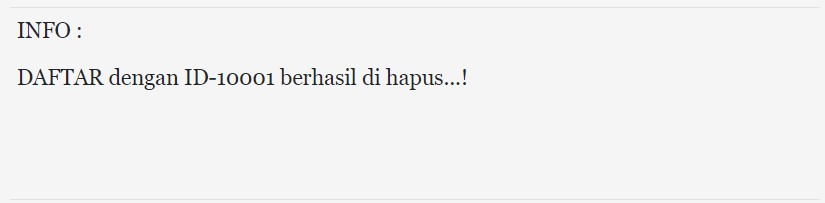 INFO :
DAFTAR dengan ID-10001 berhasil di hapus...!